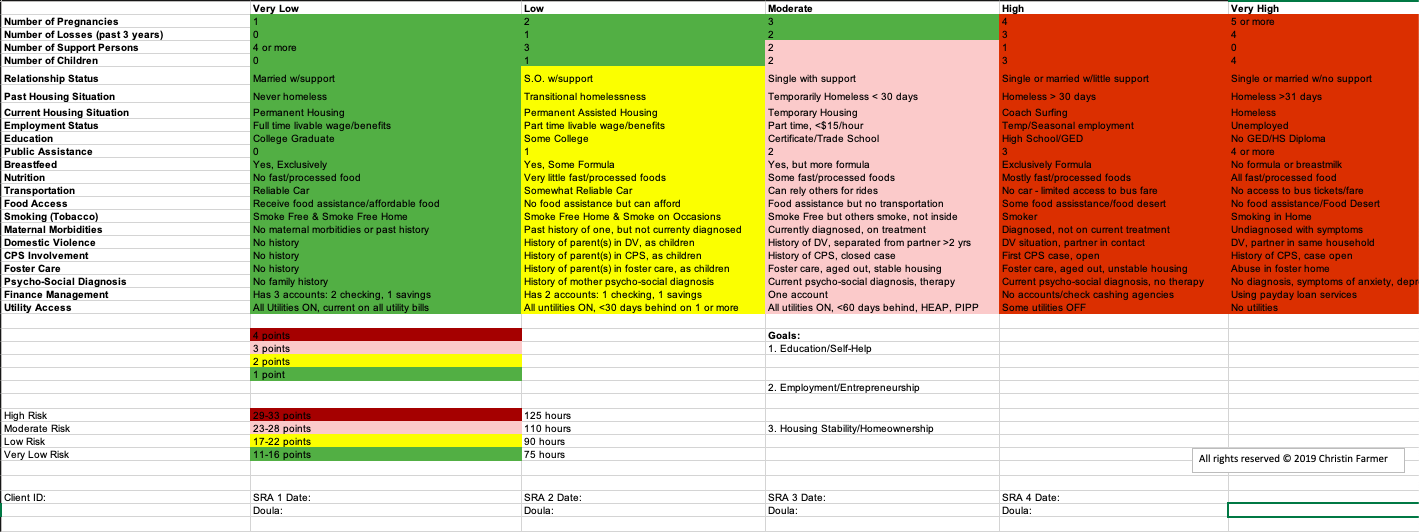 Very Low Low Moderate High Very High
Number of Pregnancies 1 2 3 4 5 or more
Number of Losses (past 3 years) 0 1 2 3 4
Number of Support Persons 4 or more 3 2 1 0
Number of Children 0 1 2 3 4
Relationship Status Married w/support S.O. w/support Single with support Single or married w/little support Single or married w/no support
Past Housing Situation Never homeless Transitional homelessness Temporarily Homeless < 30 days Homeless > 30 days Homeless >31 days
Current Housing Situation Permanent Housing Permanent Assisted Housing Temporary Housing Coach Surfing Homeless
Employment Status Full time livable wage/benefits Part time livable wage/benefits Part time, <$15/hour Temp/Seasonal employment Unemployed
Education College Graduate Some College Certificate/Trade School High School/GED No GED/HS Diploma
Public Assistance 0 1 2 3 4 or more
Breastfeed Yes, Exclusively Yes, Some Formula Yes, but more formula Exclusively Formula No formula or breastmilk
Nutrition No fast/processed food Very little fast/processed foods Some fast/processed foods Mostly fast/processed foods All fast/processed food
Transportation Reliable Car Somewhat Reliable Car Can rely others for rides No car - limited access to bus fare No access to bus tickets/fare
Food Access Receive food assistance/affordable food No food assistance but can afford Food assistance but no transportation Some food assisstance/food desert No food assistance/Food Desert
Smoking (Tobacco) Smoke Free & Smoke Free Home Smoke Free Home & Smoke on Occasions Smoke Free but others smoke, not inside Smoker Smoking in Home
Maternal Morbidities No maternal morbitidies or past history Past history of one, but not currenty diagnosed Currently diagnosed, on treatment Diagnosed, not on current treatment Undiagnosed with symptoms
Domestic Violence No history History of parent(s) in DV, as children History of DV, separated from partner >2 yrs DV situation, partner in contact DV, partner in same household
CPS Involvement No history History of parent(s) in CPS, as children History of CPS, closed case First CPS case, open History of CPS, case open
Foster Care No history History of parent(s) in foster care, as children Foster care, aged out, stable housing Foster care, aged out, unstable housing Abuse in foster home
Psycho-Social Diagnosis No family history History of mother psycho-social diagnosis Current psycho-social diagnosis, therapy Current psycho-social diagnosis, no therapy No diagnosis, symptoms of anxiety, depr
Finance Management Has 3 accounts: 2 checking, 1 savings Has 2 accounts: 1 checking, 1 savings One account No accounts/check cashing agencies Using payday loan services
Utility Access All Utilities ON, current on all utility bills All untilities ON, <30 days behind on 1 or more All utilities ON, <60 days behind, HEAP, PIPP Some utilities OFF No utilities
4 points Goals:
3 points 1. Education/Self-Help
2 points
1 point
2. Employment/Entrepreneurship
High Risk 29-33 points 125 hours
Moderate Risk 23-28 points 110 hours 3. Housing Stability/Homeownership
Low Risk 17-22 points 90 hours
Very Low Risk 11-16 points 75 hours
All rights reserved © 2019 Christin Farmer
Client ID: SRA 1 Date: SRA 2 Date: SRA 3 Date: SRA 4 Date:
Doula: Doula: Doula: Doula: